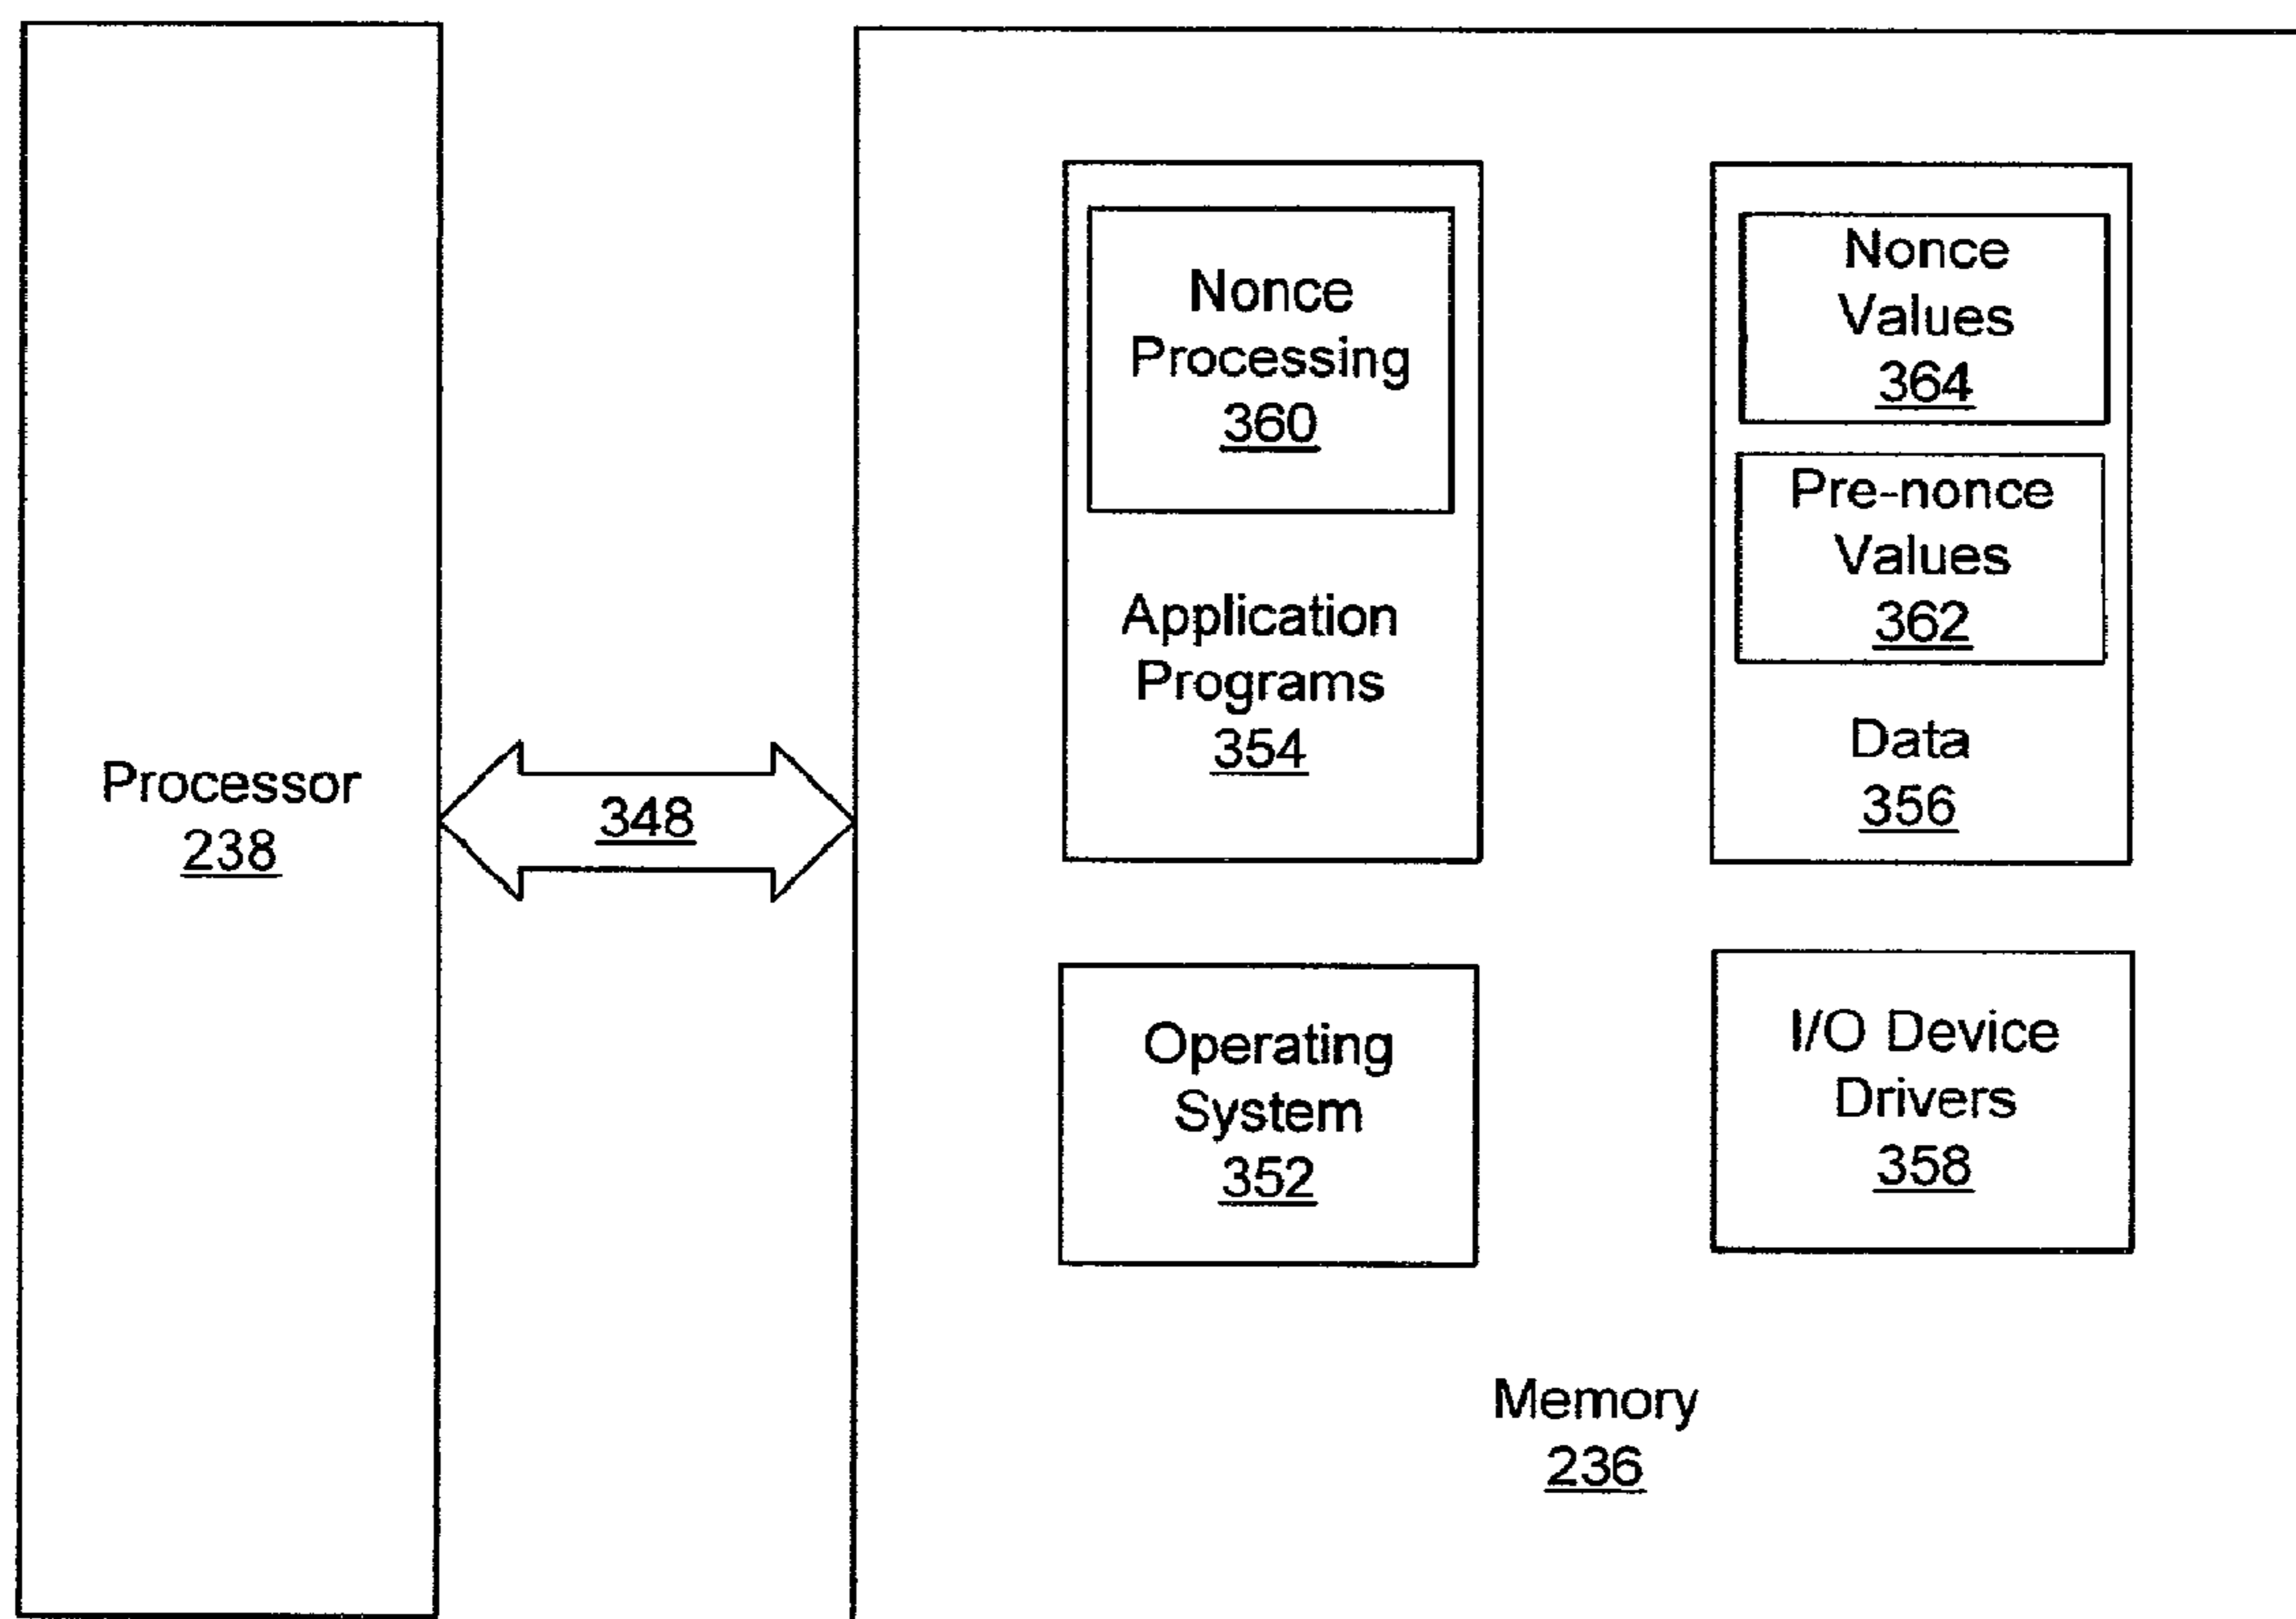 Processor
238
348
Nonce
Processing
360
Application
Programs
354
Nonce
Values
364
Pre-nonce
Values
362
Data
356
Operating
System
352
I/O Device
Drivers
358
Memory
236